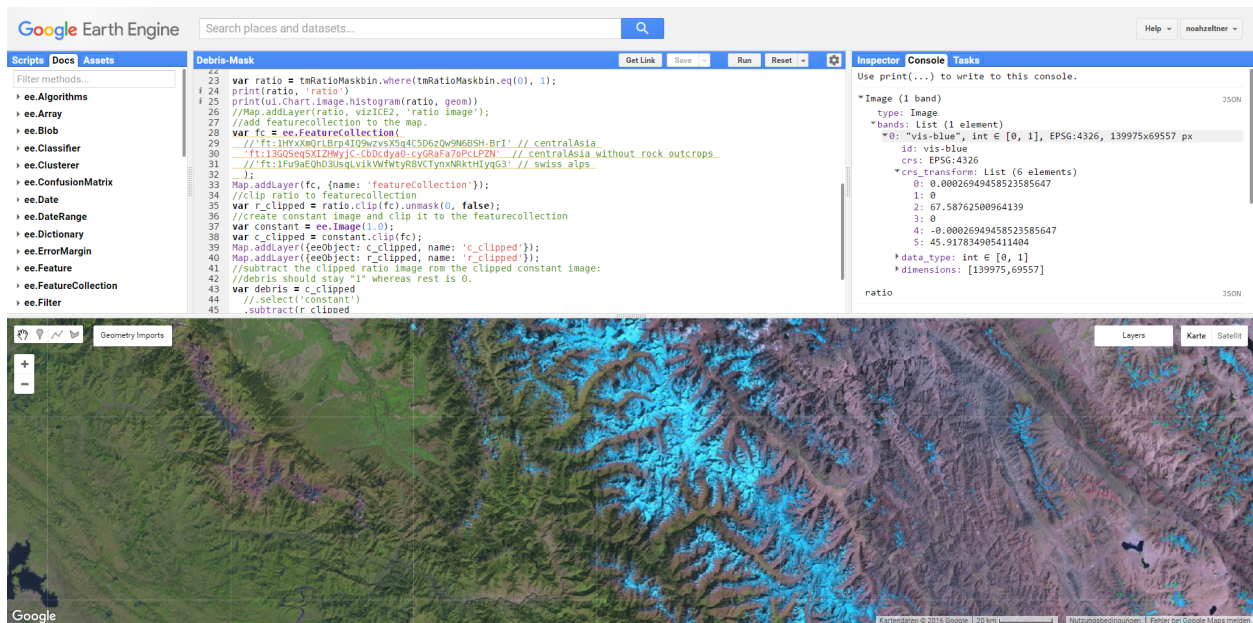 Google Earth Engine
Search places and datasets...
Help
noahzeltner
Scripts Docs Assets
Filter methods...
ee.Algorithms
ee.Array
ee.Blob
ee.Classifier
ee.Clusterer
ee.ConfusionMatrix
ee.Date
ee.DateRange
ee.Dictionary
ee.ErrorMargin
ee.Feature
ee.FeatureCollection
ee.Filter
Debris-Mask
Get Link Save Run Reset
22
23 var ratio = tmRatioMaskbin.where(tmRatioMaskbin.eq(0), 1);
i 24 print(ratio, 'ratio')
i 25 print(ui.Chart.image.histogram(ratio, geom))
26 //Map.addLayer(ratio, vizICE2, 'ratio image');
27 //add featurecollection to the map.
28 var fc = ee.FeatureCollection(
29 //'ft:1HYxXmQrLBrp4IQ9wzvsX5q4C5D6zQw9N6BSH-BrI' // centralAsia
30 'ft:13GQSeqSXIZHWyjC-CbDcdya0-cyGRaFa7oPcLPZN' // centralAsia without rock outcrops
31 //'ft:1Fu9aEQhD3UsqLvikVWfWtyR8VCTynxNRktHIyqG3' // swiss alps
32 );
33 Map.addLayer(fc, {name: 'featureCollection'});
34 //clip ratio to featurecollection
35 var r_clipped = ratio.clip(fc).unmask(0, false);
36 //create constant image and clip it to the featurecollection
37 var constant = ee.Image(1.0);
38 var c_clipped = constant.clip(fc);
39 Map.addLayer({eeObject: c_clipped, name: 'c_clipped'});
40 Map.addLayer({eeObject: r_clipped, name: 'r_clipped'});
41 //subtract the clipped ratio image rom the clipped constant image:
42 //debris should stay "1" whereas rest is 0.
43 var debris = c_clipped
44 //.select('constant')
45 .subtract(r_clipped
Inspector Console Tasks
Use print(...) to write to this console.
Image (1 band) JSON
type: Image
bands: List (1 element)
0: "vis-blue", int ∈ [0, 1], EPSG:4326, 139975x69557 px
id: vis-blue
crs: EPSG:4326
crs_transform: List (6 elements)
0: 0.00026949458523585647
1: 0
2: 67.58762500964139
3: 0
4: -0.00026949458523585647
5: 45.917834905411404
data_type: int ∈ [0, 1]
dimensions: [139975,69557]
ratio JSON
Geometry Imports
Layers
Karte Satellit
+
−
Google
Kartendaten © 2016 Google 20 km Nutzungsbedingungen Fehler bei Google Maps melden